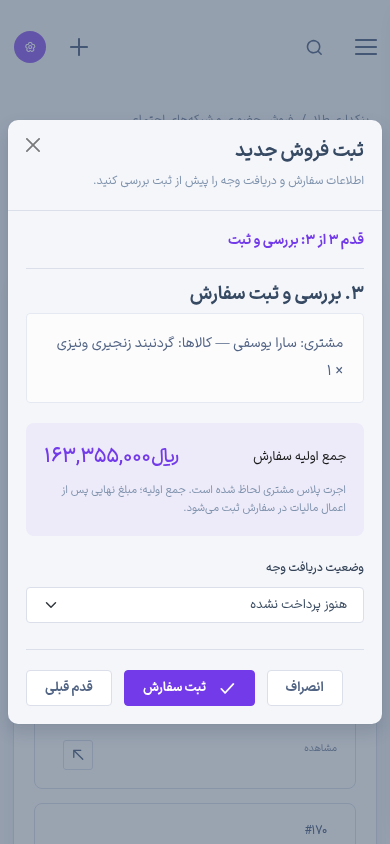 ثبت فروش جدید
اطلاعات سفارش و دریافت وجه را پیش از ثبت بررسی کنید.
قدم ۳ از ۳: بررسی و ثبت
۳. بررسی و ثبت سفارش
مشتری: سارا یوسفی — کالاها: گردنبند زنجیری ونیزی
× ۱
جمع اولیه سفارش
﷼۱۶۳,۳۵۵,۰۰۰
اجرت پلاس مشتری لحاظ شده است. جمع اولیه؛ مبلغ نهایی پس از
اعمال مالیات در سفارش ثبت می‌شود.
وضعیت دریافت وجه
هنوز پرداخت نشده
انصراف
ثبت سفارش
قدم قبلی
مشاهده
#۱۷۰